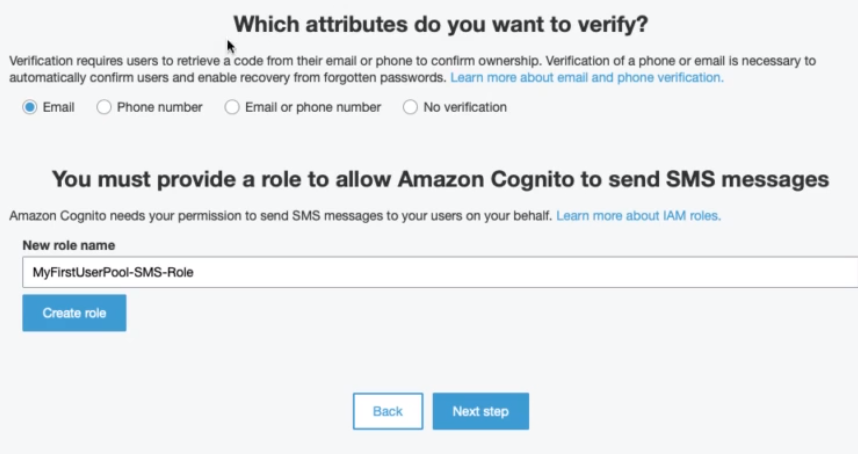 Which attributes do you want to verify?
Verification requires users to retrieve a code from their email or phone to confirm ownership. Verification of a phone or email is necessary to
automatically confirm users and enable recovery from forgotten passwords. Learn more about email and phone verification.
Email Phone number Email or phone number No verification
You must provide a role to allow Amazon Cognito to send SMS messages
Amazon Cognito needs your permission to send SMS messages to your users on your behalf. Learn more about IAM roles.
New role name
MyFirstUserPool-SMS-Role
Create role
Back Next step